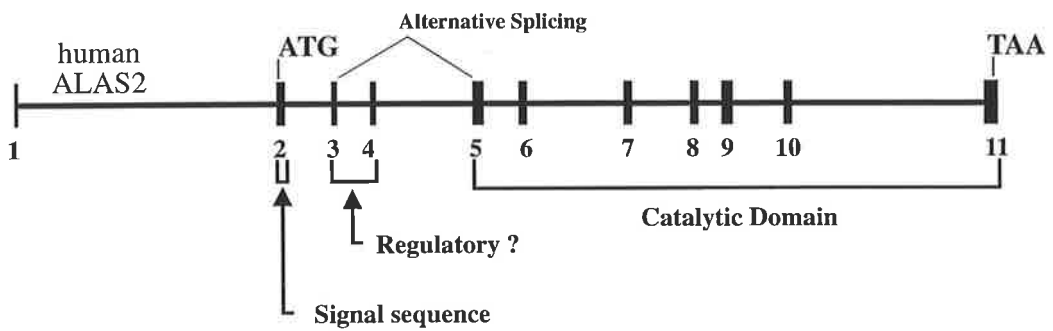 Alternative Splicing
human
ALAS2
ATG
TAA
1
2
3
4
5
6
7
8
9
10
11
Catalytic Domain
Regulatory ?
Signal sequence